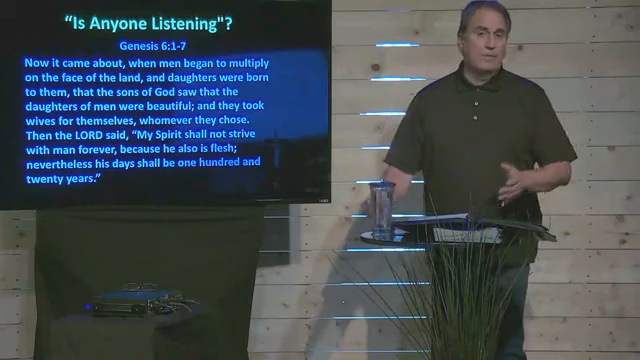 “Is Anyone Listening"?
Genesis 6:1-7
Now it came about, when men began to multiply
on the face of the land, and daughters were born
to them, that the sons of God saw that the
daughters of men were beautiful; and they took
wives for themselves, whomever they chose.
Then the LORD said, “My Spirit shall not strive
with man forever, because he also is flesh;
nevertheless his days shall be one hundred and
twenty years.”